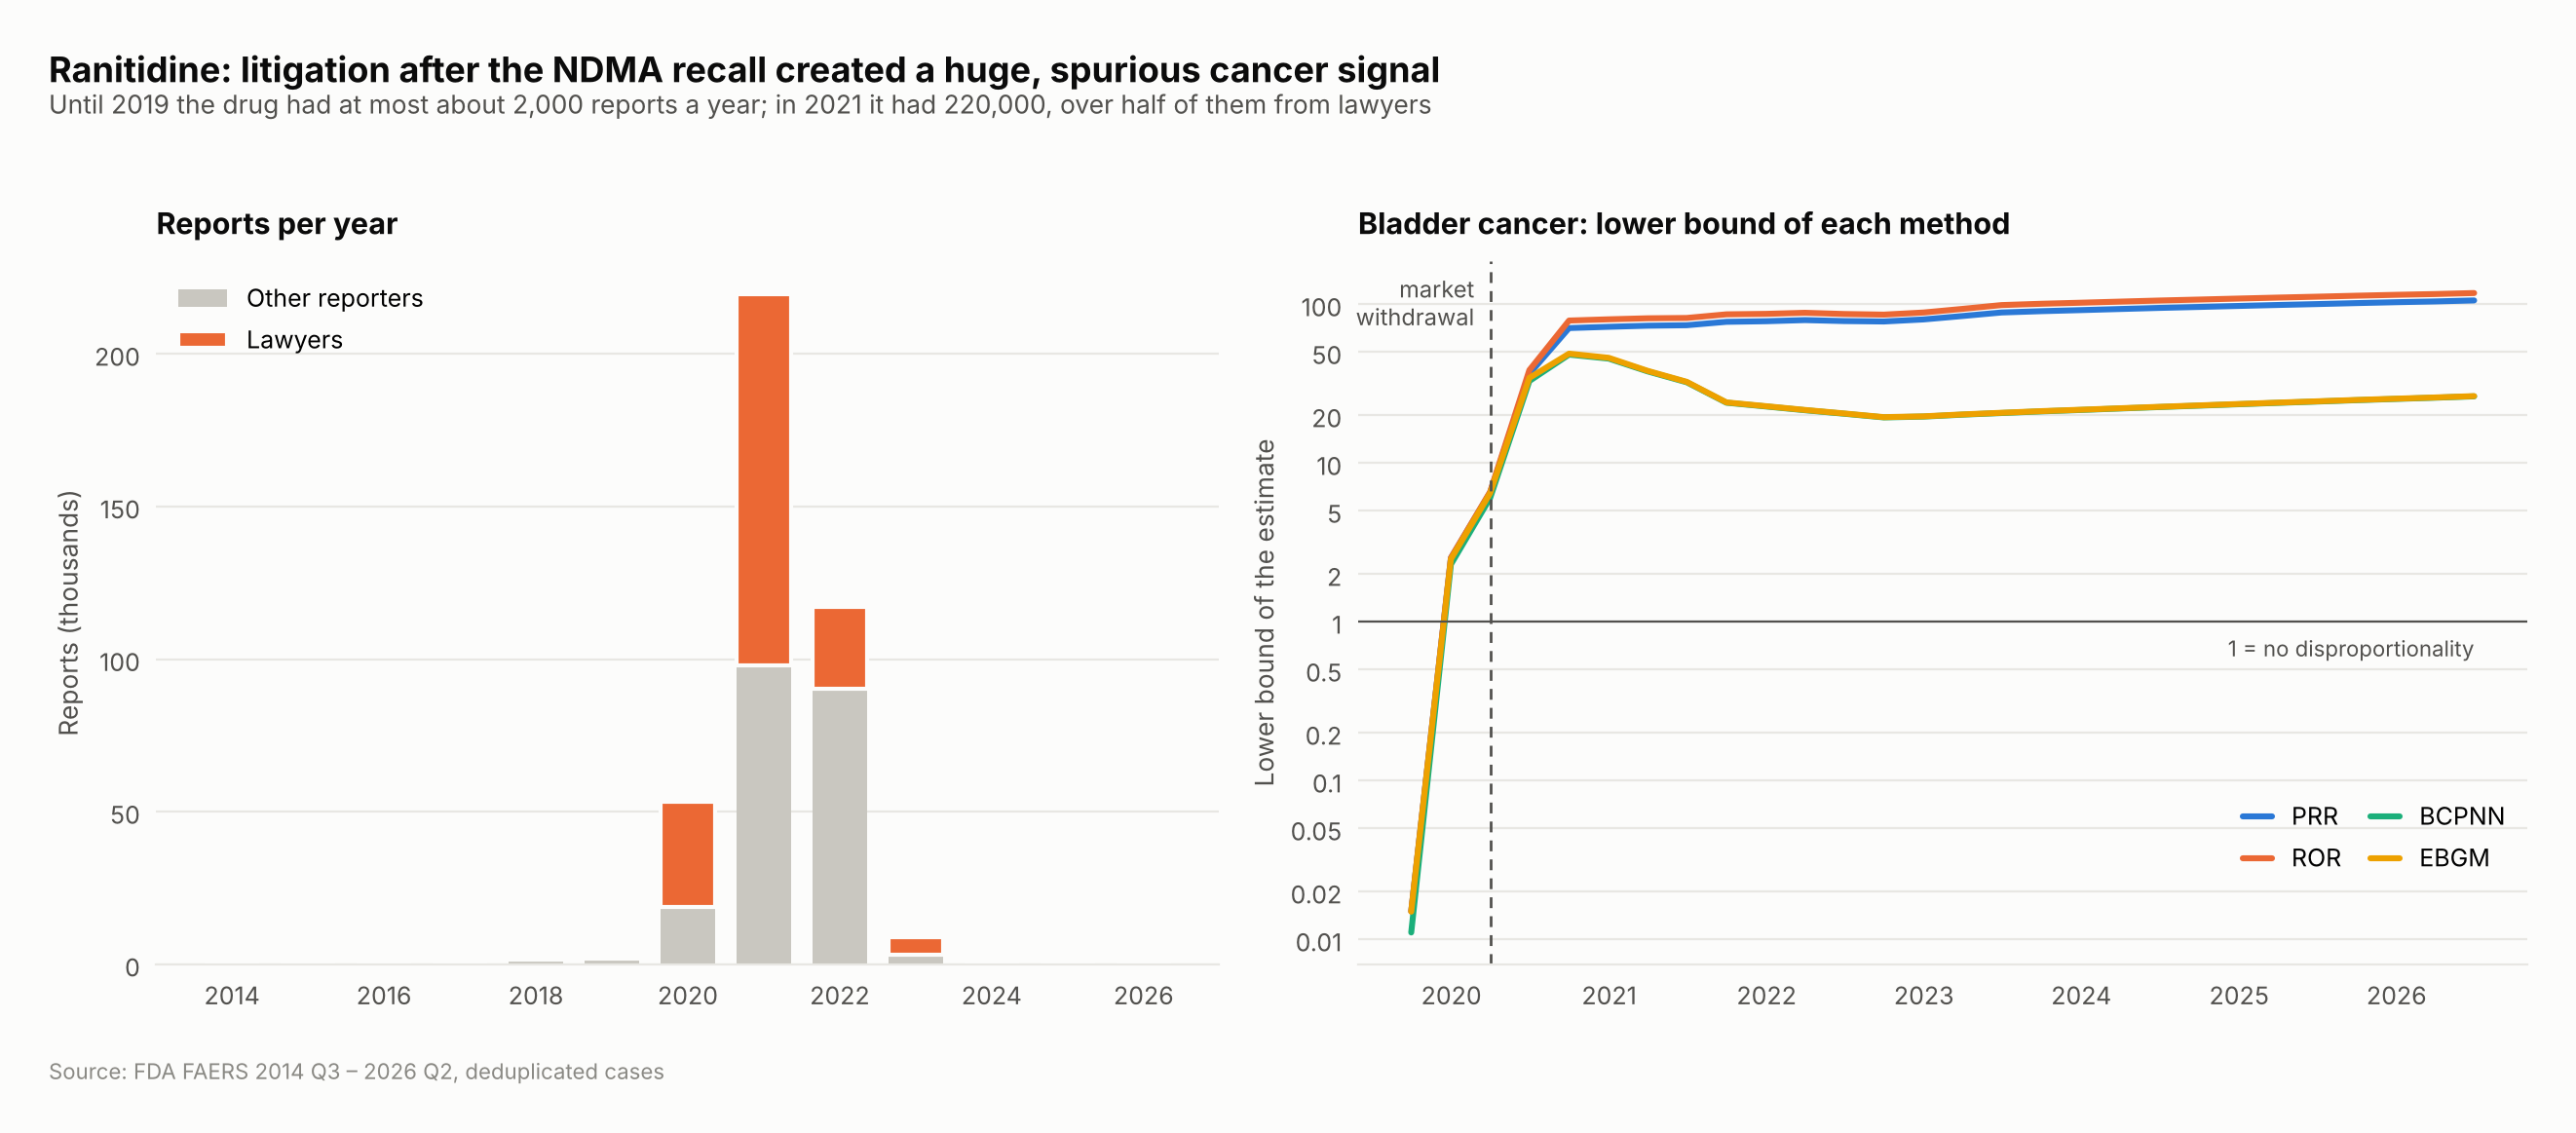 Ranitidine: litigation after the NDMA recall created a huge, spurious cancer signal
Until 2019 the drug had at most about 2,000 reports a year; in 2021 it had 220,000, over half of them from lawyers
Reports per year
Other reporters
Lawyers
Reports (thousands)
200
150
100
50
0
2014
2016
2018
2020
2022
2024
2026
Bladder cancer: lower bound of each method
market
withdrawal
Lower bound of the estimate
100
50
20
10
5
2
1
0.5
0.2
0.1
0.05
0.02
0.01
1 = no disproportionality
PRR
BCPNN
ROR
EBGM
2020
2021
2022
2023
2024
2025
2026
Source: FDA FAERS 2014 Q3 – 2026 Q2, deduplicated cases